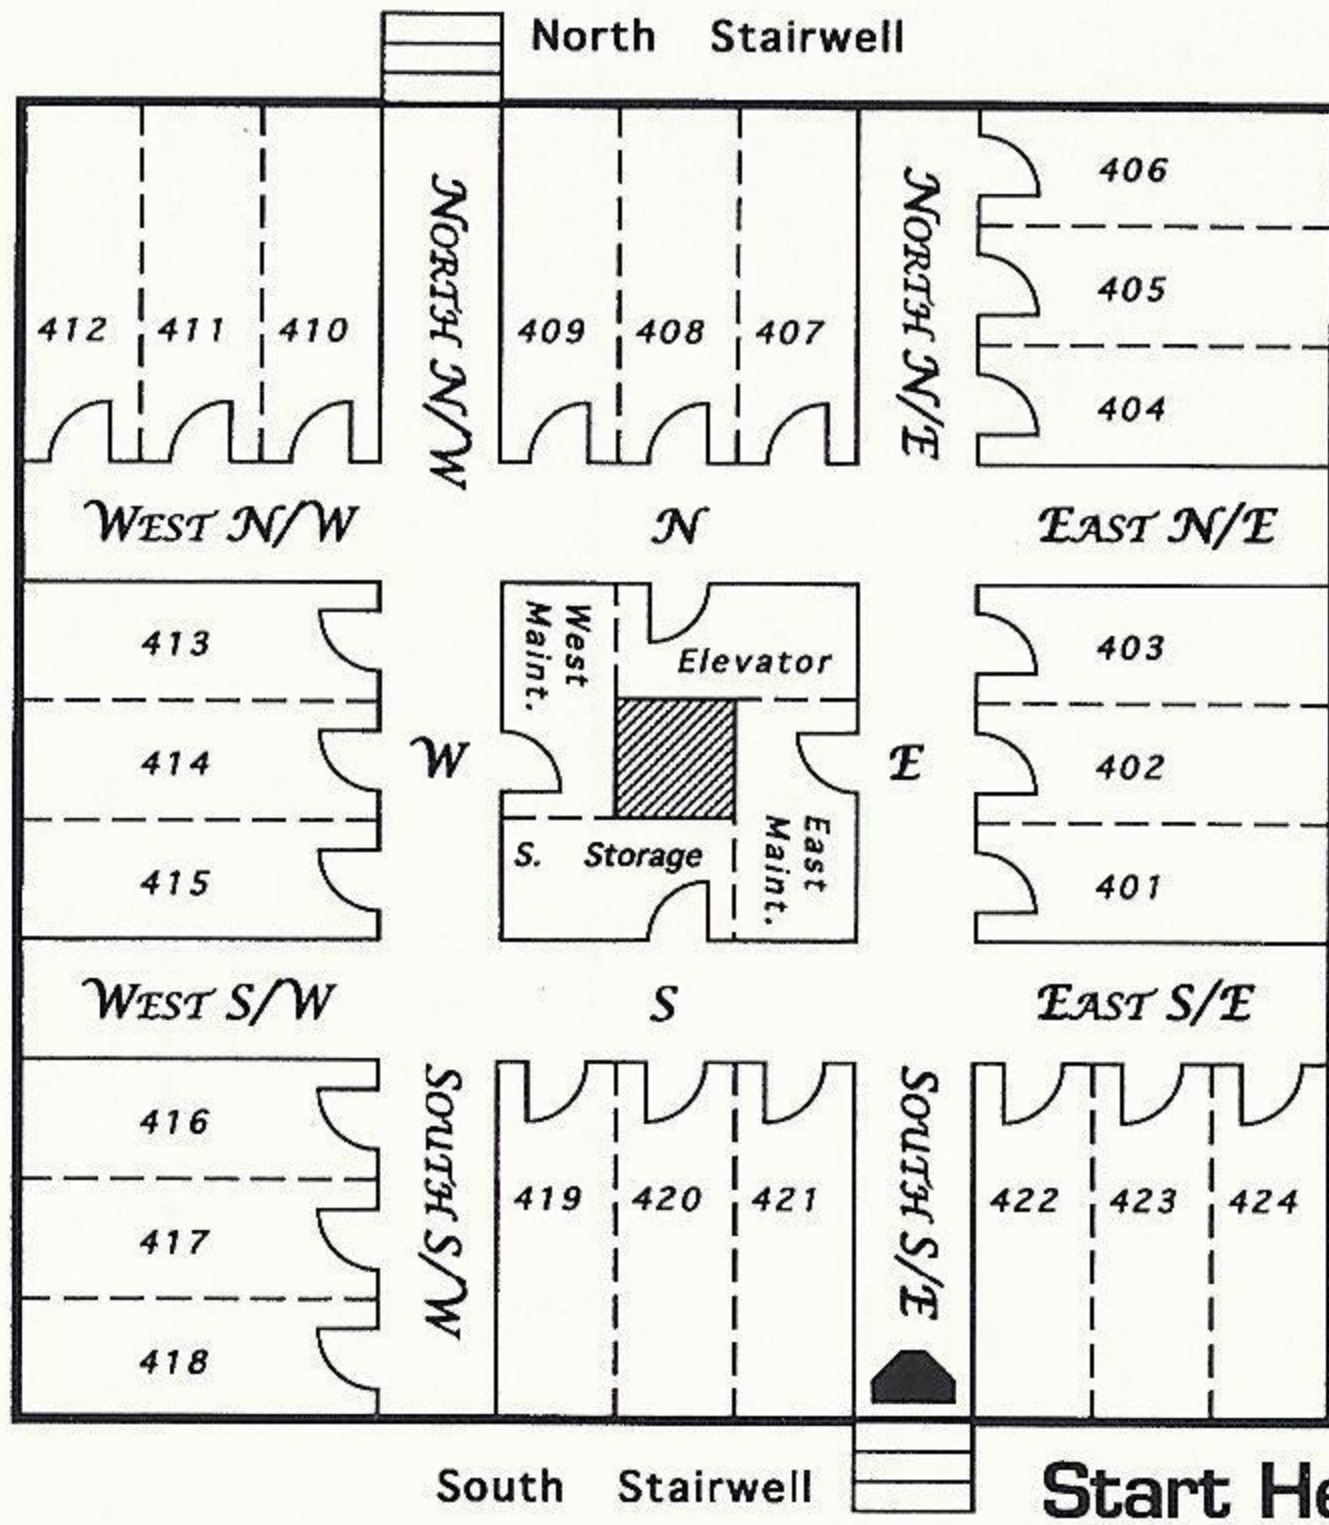 North Stairwell
406
405
404
412 411 410 409 408 407
NORTH N/W
NORTH N/E
WEST N/W N EAST N/E
413
414
415
West
Maint.
Elevator
W
E
S. Storage
East
Maint.
403
402
401
WEST S/W S EAST S/E
416
417
418
SOUTH S/W
419 420 421
SOUTH S/E
422 423 424
South Stairwell
Start He